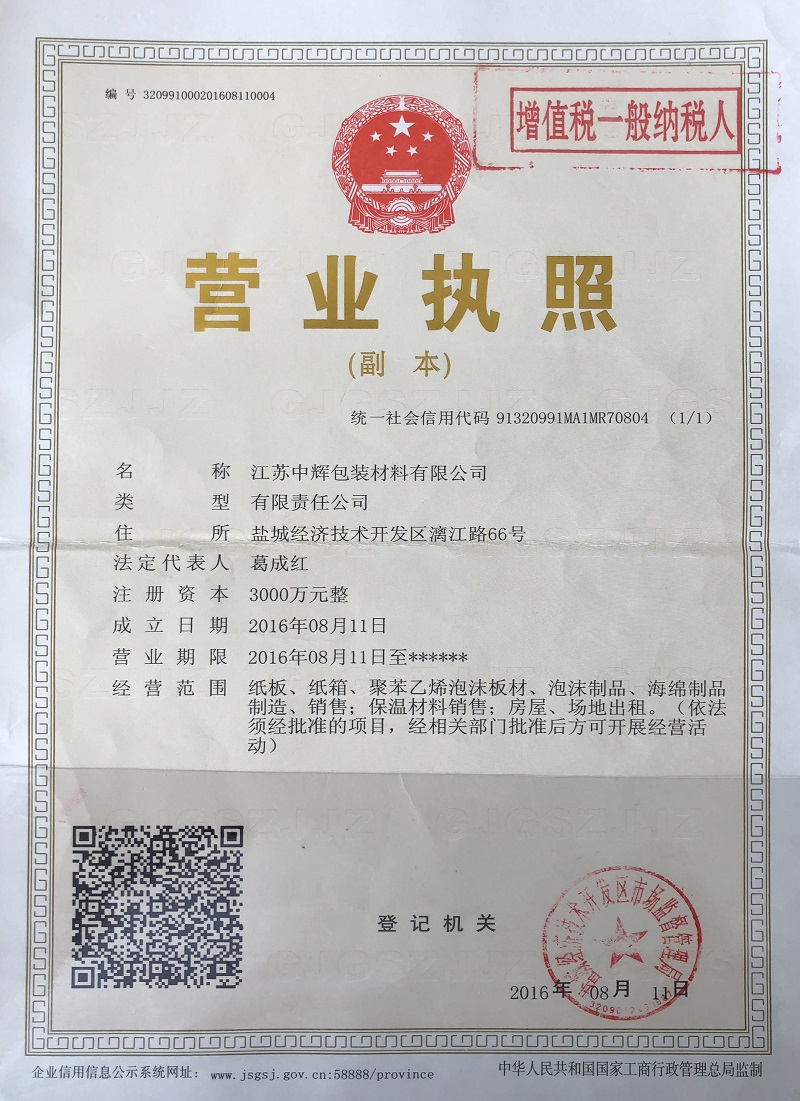 编 号 320991000201608110004
增值税一般纳税人
营业执照
(副 本)
统一社会信用代码 91320991MA1MR70804 (1/1)
名 称 江苏中辉包装材料有限公司
类 型 有限责任公司
住 所 盐城经济技术开发区漓江路66号
法定代表人 葛成红
注册资本 3000万元整
成立日期 2016年08月11日
营业期限 2016年08月11日至******
经营范围 纸板、纸箱、聚苯乙烯泡沫板材、泡沫制品、海绵制品
制造、销售；保温材料销售；房屋、场地出租。（依法
须经批准的项目，经相关部门批准后方可开展经营活
动）
登记机关
技术开发区市场监督管理局
2016年 08月 11日
企业信用信息公示系统网址： www.jsgsj.gov.cn:58888/province
中华人民共和国国家工商行政管理总局监制